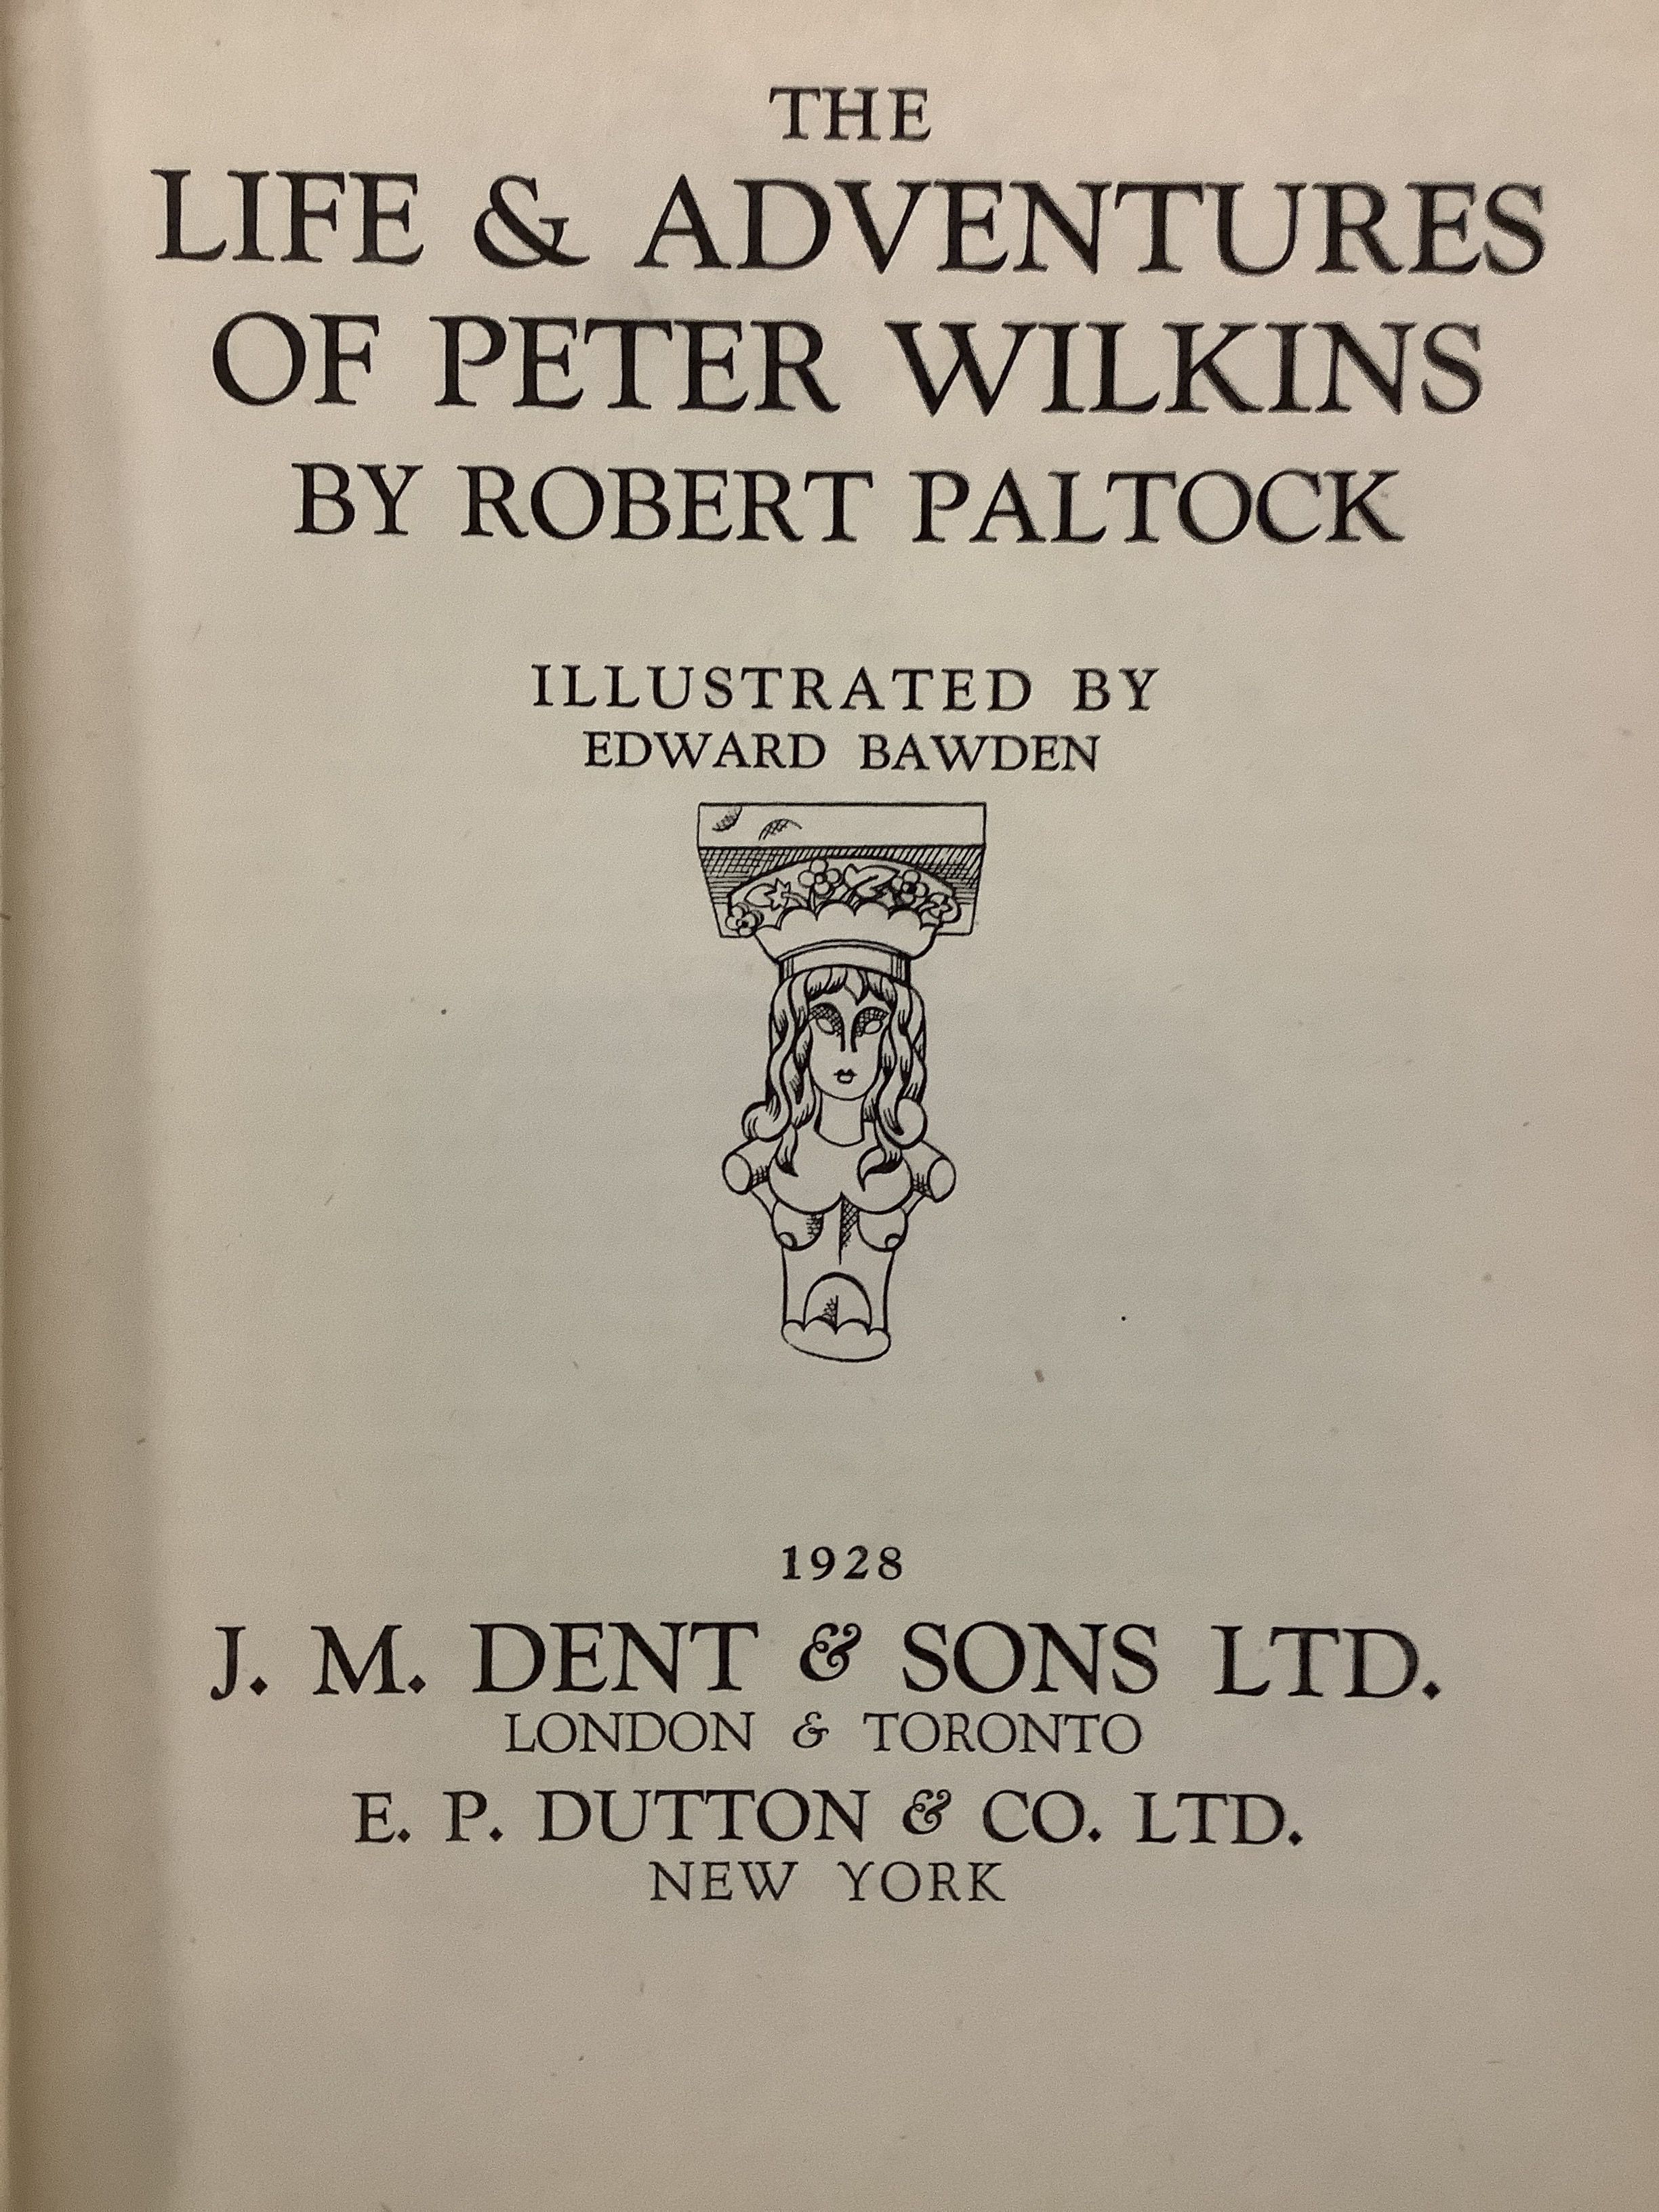 THE
LIFE & ADVENTURES
OF PETER WILKINS
BY ROBERT PALTOCK
ILLUSTRATED BY
EDWARD BAWDEN
1928
J. M. DENT & SONS LTD.
LONDON & TORONTO
E. P. DUTTON & CO. LTD.
NEW YORK